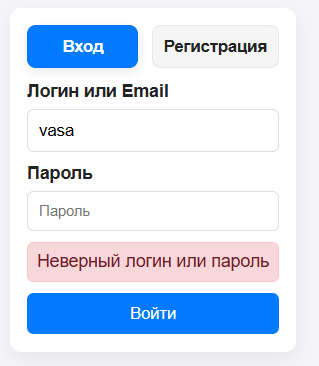 Вход
Регистрация
Логин или Email
vasa
Пароль
Пароль
Неверный логин или пароль
Войти